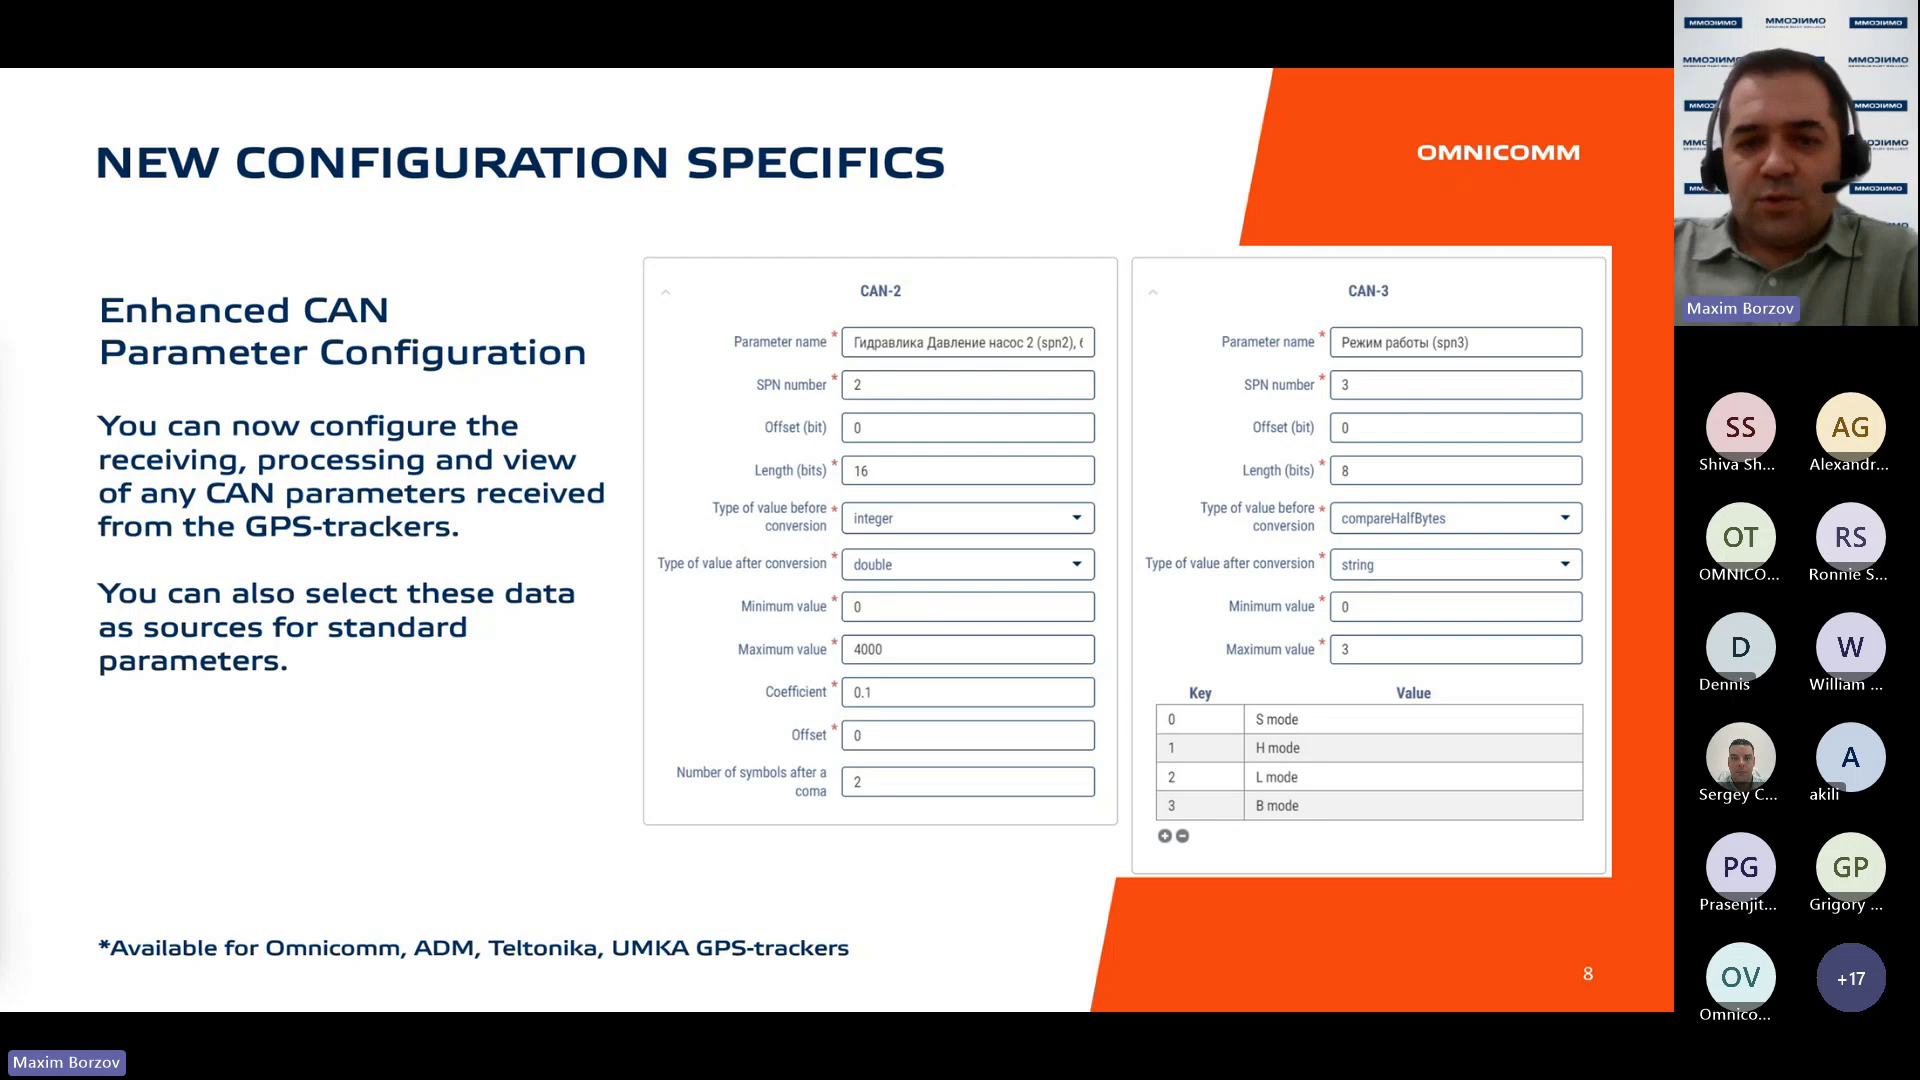 NEW CONFIGURATION SPECIFICS
OMNICOMM
Enhanced CAN
Parameter Configuration
You can now configure the
receiving, processing and view
of any CAN parameters received
from the GPS-trackers.
You can also select these data
as sources for standard
parameters.
CAN-2
Parameter name * Гидравлика Давление насос 2 (spn2),
SPN number * 2
Offset (bit) 0
Length (bits) * 16
Type of value before
conversion * integer
Type of value after conversion * double
Minimum value * 0
Maximum value * 4000
Coefficient * 0.1
Offset * 0
Number of symbols after a
coma 2
CAN-3
Parameter name * Режим работы (spn3)
SPN number * 3
Offset (bit) 0
Length (bits) * 8
Type of value before
conversion * compareHalfBytes
Type of value after conversion * string
Minimum value * 0
Maximum value * 3
Key Value
0 S mode
1 H mode
2 L mode
3 B mode
*Available for Omnicomm, ADM, Teltonika, UMKA GPS-trackers
8
Maxim Borzov
SS AG
Shiva Sh... Alexandr...
OT RS
OMNICO... Ronnie S...
D W
Dennis William ...
Sergey C... A
akili
PG GP
Prasenjit... Grigory ...
OV +17
Omnico...
Maxim Borzov